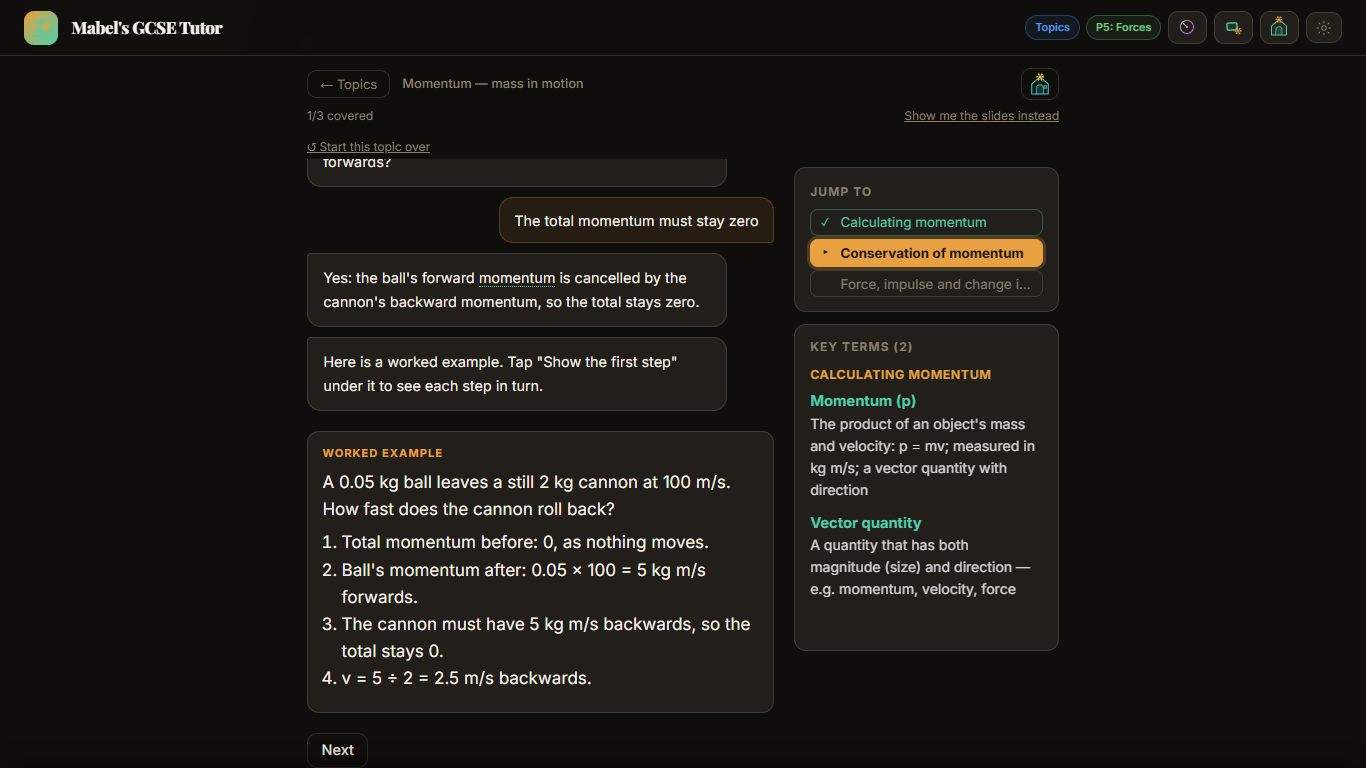 Mabel's GCSE Tutor
Topics
P5: Forces
← Topics
Momentum — mass in motion
1/3 covered
Show me the slides instead
↺ Start this topic over
forwards?
The total momentum must stay zero
Yes: the ball's forward momentum is cancelled by the
cannon's backward momentum, so the total stays zero.
Here is a worked example. Tap "Show the first step"
under it to see each step in turn.
WORKED EXAMPLE
A 0.05 kg ball leaves a still 2 kg cannon at 100 m/s.
How fast does the cannon roll back?
1. Total momentum before: 0, as nothing moves.
2. Ball's momentum after: 0.05 × 100 = 5 kg m/s
forwards.
3. The cannon must have 5 kg m/s backwards, so the
total stays 0.
4. v = 5 ÷ 2 = 2.5 m/s backwards.
Next
JUMP TO
✓ Calculating momentum
‣ Conservation of momentum
Force, impulse and change i...
KEY TERMS (2)
CALCULATING MOMENTUM
Momentum (p)
The product of an object's mass
and velocity: p = mv; measured in
kg m/s; a vector quantity with
direction
Vector quantity
A quantity that has both
magnitude (size) and direction —
e.g. momentum, velocity, force